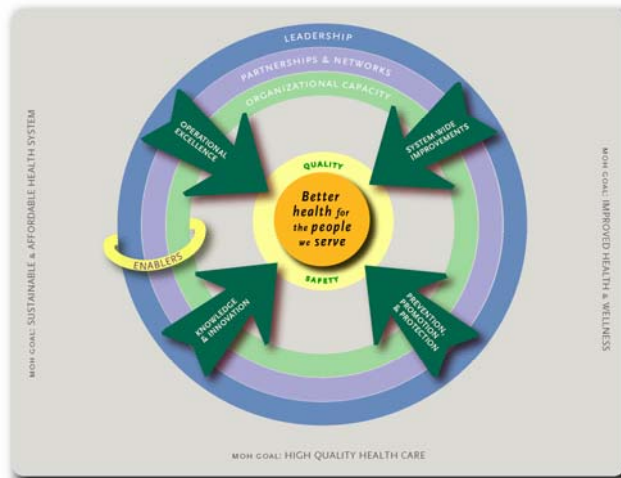 LEADERSHIP
PARTNERSHIPS & NETWORKS
ORGANIZATIONAL CAPACITY
OPERATIONAL
EXCELLENCE
SYSTEM-WIDE
IMPROVEMENTS
QUALITY
Better
health for
the people
we serve
SAFETY
ENABLERS
KNOWLEDGE
& INNOVATION
PREVENTION,
PROMOTION
& PROTECTION
MOH GOAL: SUSTAINABLE & AFFORDABLE HEALTH SYSTEM
MOH GOAL: IMPROVED HEALTH & WELLNESS
MOH GOAL: HIGH QUALITY HEALTH CARE